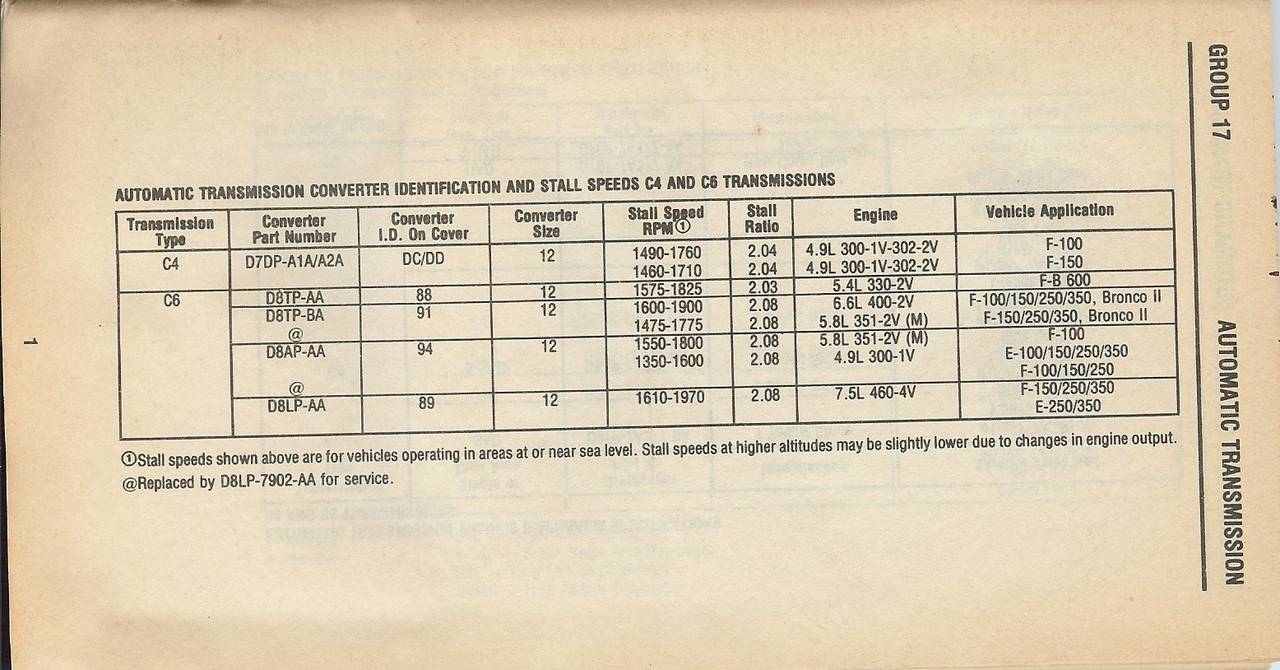 GROUP 17 AUTOMATIC TRANSMISSION
AUTOMATIC TRANSMISSION CONVERTER IDENTIFICATION AND STALL SPEEDS C4 AND C6 TRANSMISSIONS
Transmission Type Converter Part Number Converter I.D. On Cover Converter Size Stall Speed RPM① Stall Ratio Engine Vehicle Application
C4 D7DP-A1A/A2A DC/DD 12 1490-1760 2.04 4.9L 300-1V-302-2V F-100
1460-1710 2.04 4.9L 300-1V-302-2V F-150
C6 D8TP-AA 88 12 1575-1825 2.03 5.4L 330-2V F-B 600
D8TP-BA 91 12 1600-1900 2.08 6.6L 400-2V F-100/150/250/350, Bronco II
@ 1475-1775 2.08 5.8L 351-2V (M) F-150/250/350, Bronco II
D8AP-AA 94 12 1550-1800 2.08 5.8L 351-2V (M) F-100
1350-1600 2.08 4.9L 300-1V E-100/150/250/350
F-100/150/250
@
D8LP-AA 89 12 1610-1970 2.08 7.5L 460-4V F-150/250/350
E-250/350
①Stall speeds shown above are for vehicles operating in areas at or near sea level. Stall speeds at higher altitudes may be slightly lower due to changes in engine output.
@Replaced by D8LP-7902-AA for service.
1